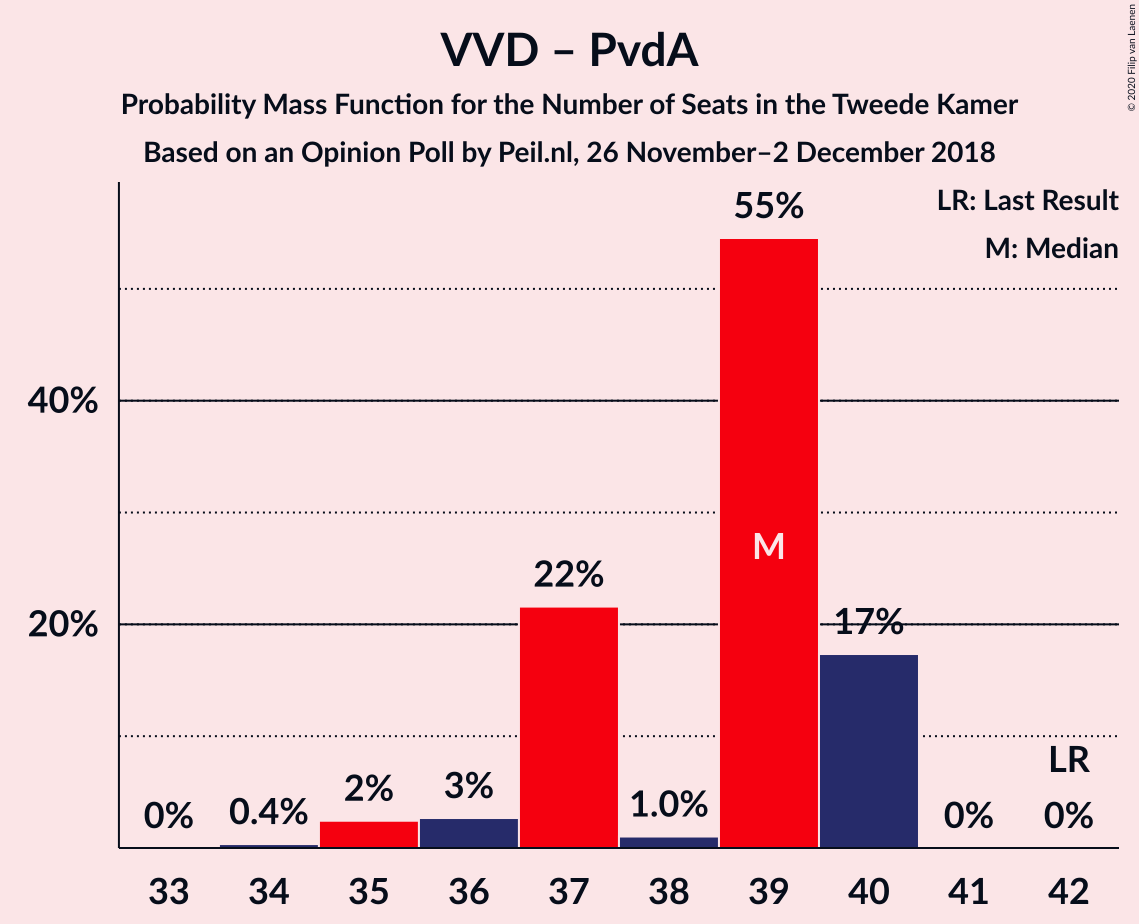 VVD – PvdA
Probability Mass Function for the Number of Seats in the Tweede Kamer
Based on an Opinion Poll by Peil.nl, 26 November–2 December 2018
© 2020 Filip van Laenen
LR: Last Result
M: Median
40%
20%
0%
0.4%
2%
3%
22%
1.0%
55%
M
17%
0%
LR
0%
33 34 35 36 37 38 39 40 41 42